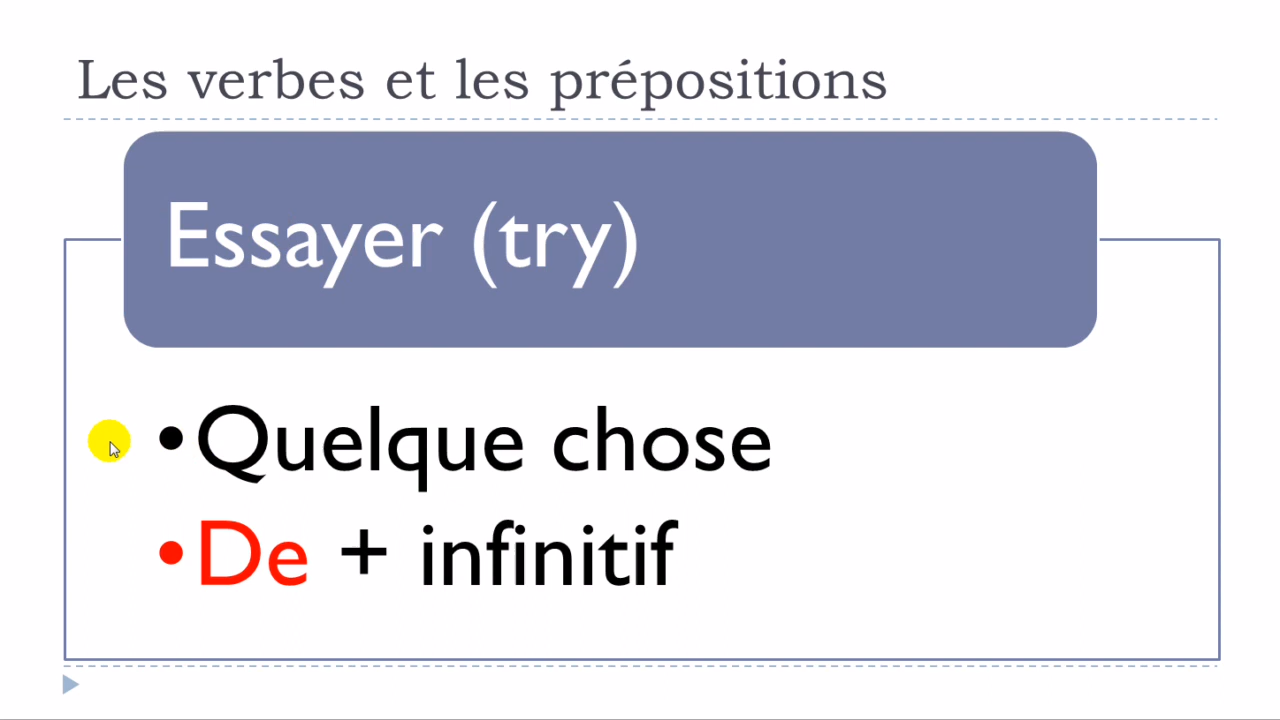 Les verbes et les prépositions
Essayer (try)
•Quelque chose
•De + infinitif